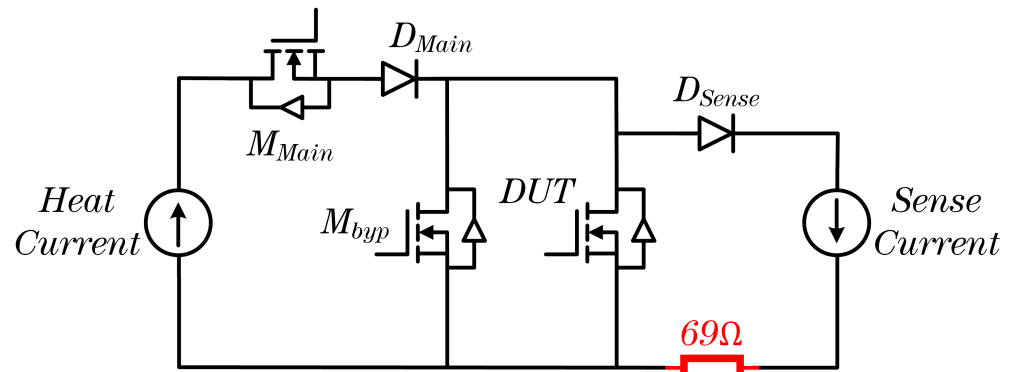 D_Main
D_Sense
M_Main
Heat
Current
M_byp
DUT
Sense
Current
69Ω